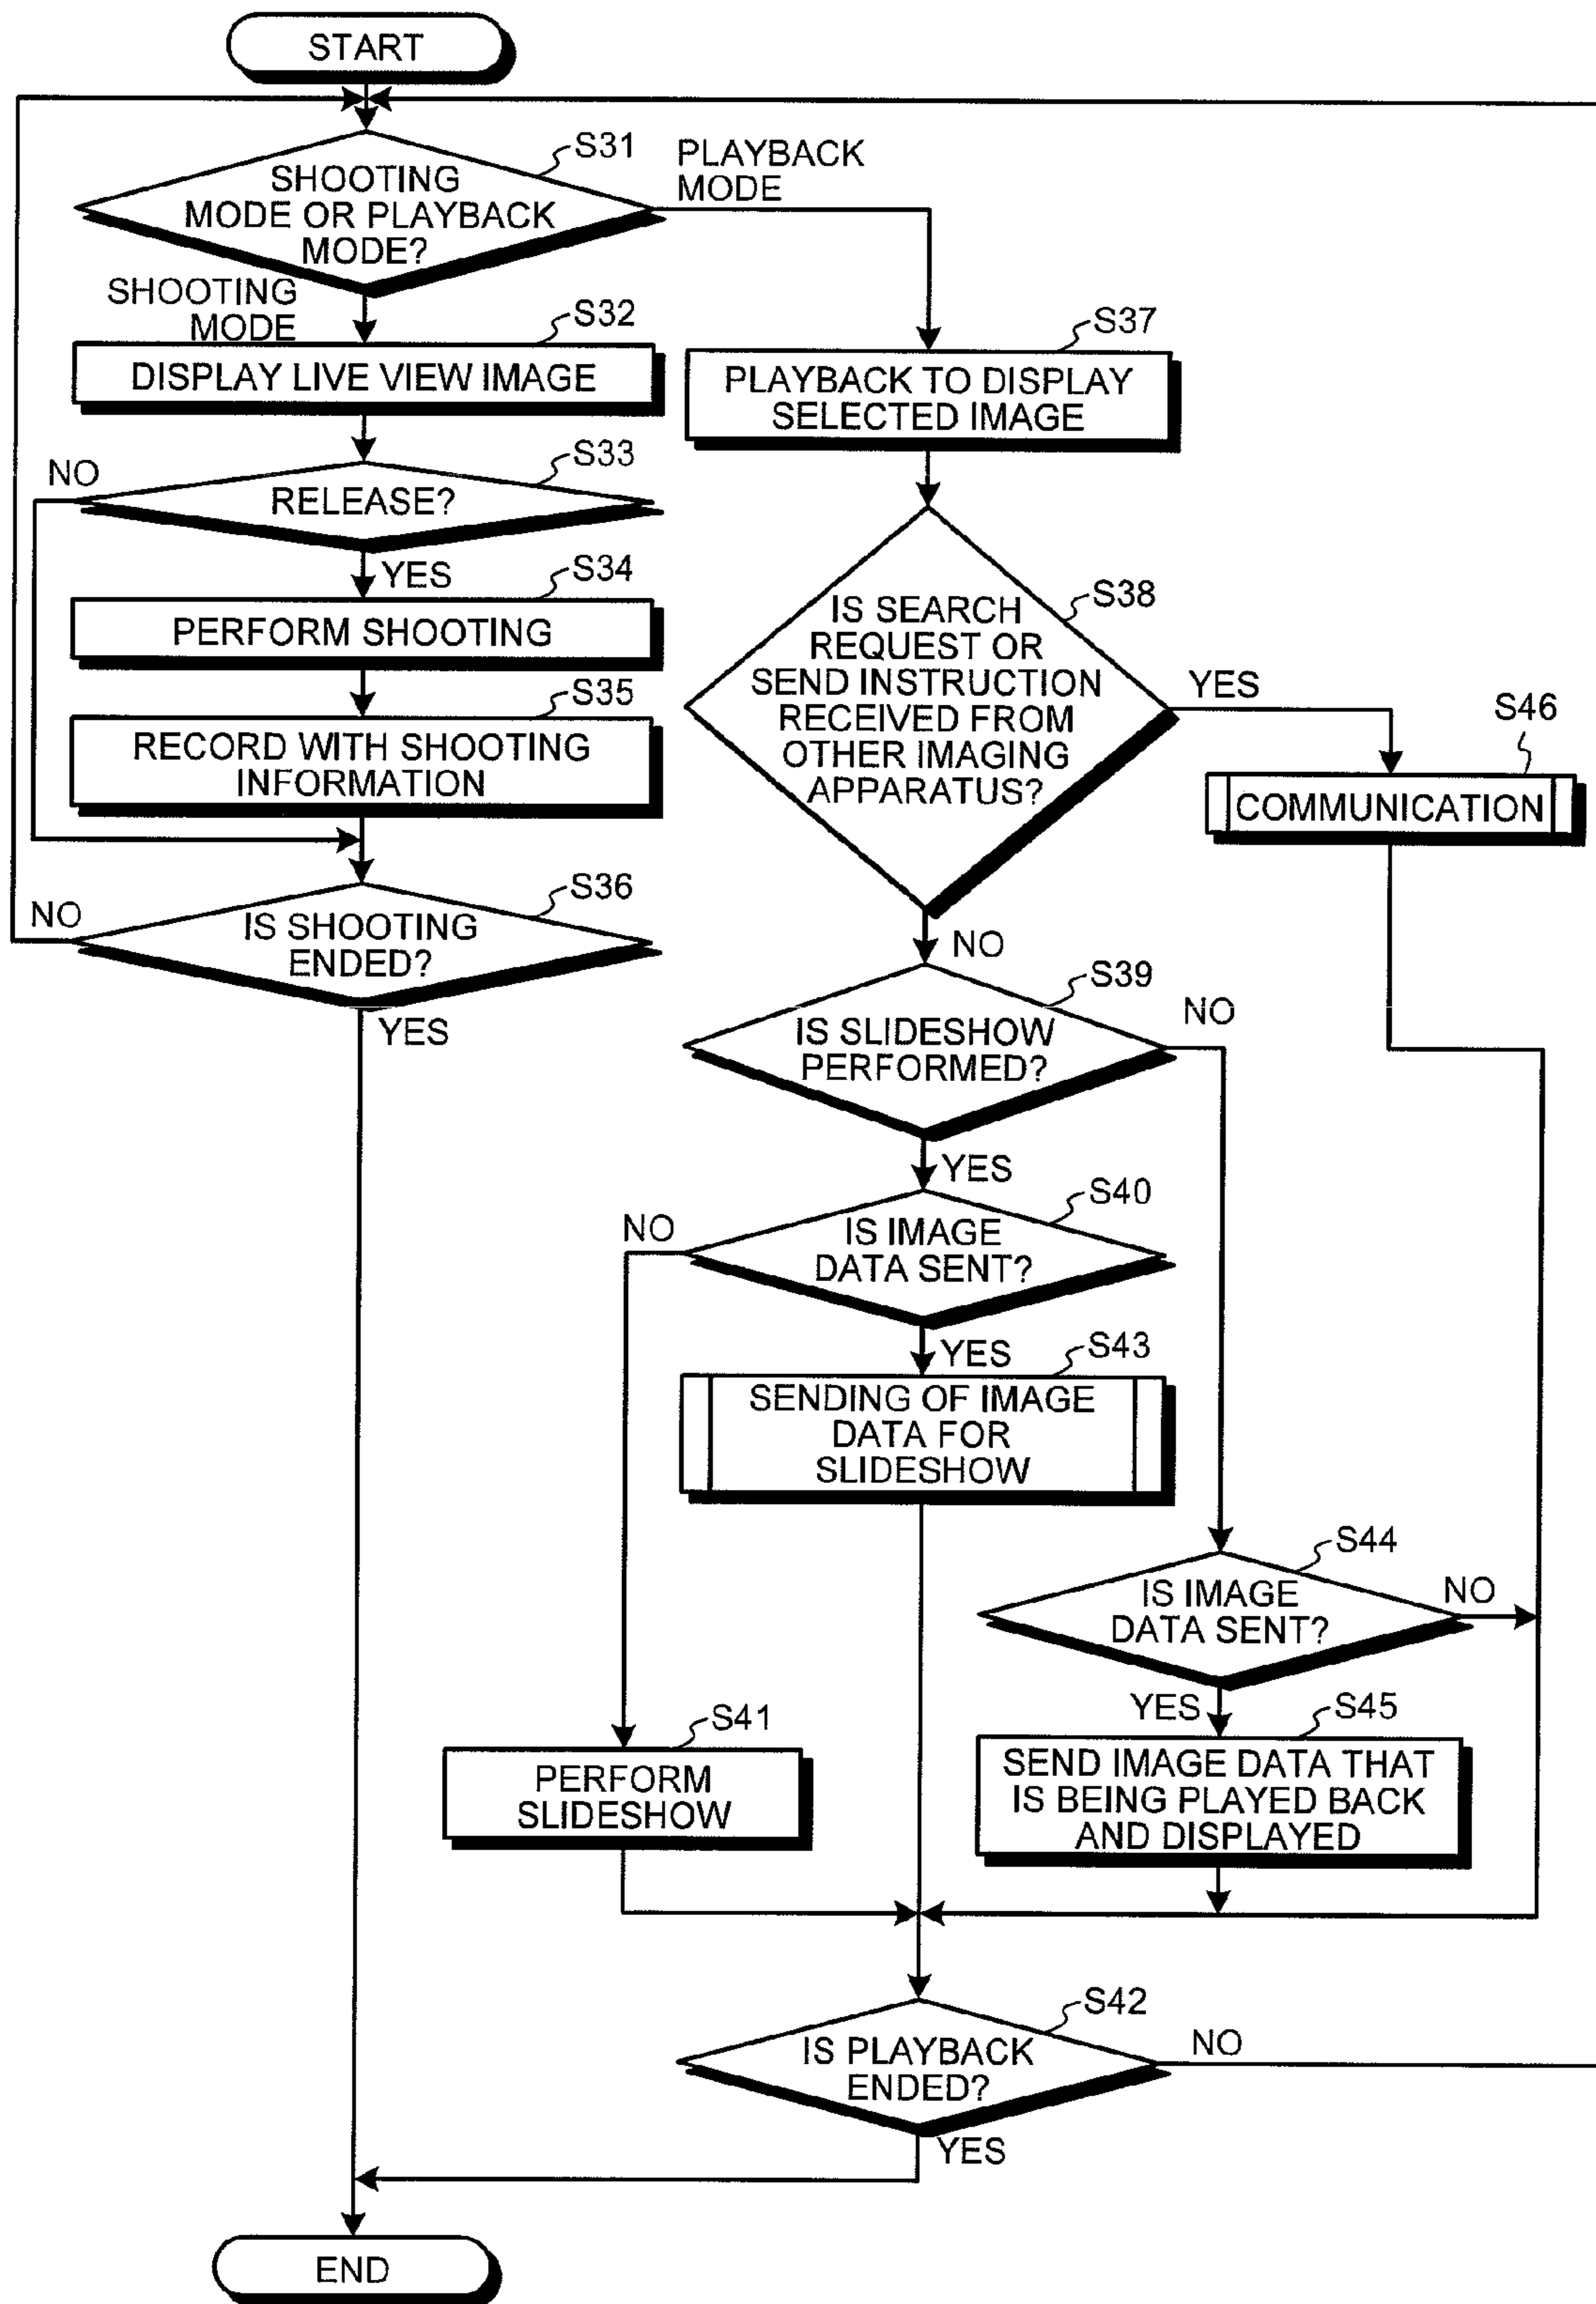 START
S31
SHOOTING
MODE OR PLAYBACK
MODE?
PLAYBACK
MODE
SHOOTING
MODE
S32
DISPLAY LIVE VIEW IMAGE
S33
RELEASE?
NO
YES
S34
PERFORM SHOOTING
S35
RECORD WITH SHOOTING
INFORMATION
S36
IS SHOOTING
ENDED?
NO
YES
S37
PLAYBACK TO DISPLAY
SELECTED IMAGE
S38
IS SEARCH
REQUEST OR
SEND INSTRUCTION
RECEIVED FROM
OTHER IMAGING
APPARATUS?
YES
S46
COMMUNICATION
NO
S39
IS SLIDESHOW
PERFORMED?
NO
YES
S40
IS IMAGE
DATA SENT?
NO
YES
S43
SENDING OF IMAGE
DATA FOR
SLIDESHOW
S44
IS IMAGE
DATA SENT?
NO
YES
S45
SEND IMAGE DATA THAT
IS BEING PLAYED BACK
AND DISPLAYED
S41
PERFORM
SLIDESHOW
S42
IS PLAYBACK
ENDED?
NO
YES
END